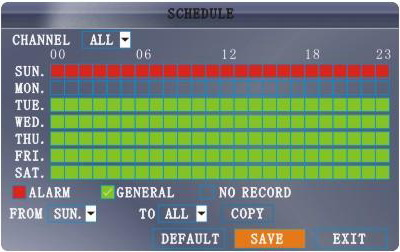 SCHEDULE
CHANNEL ALL
00 06 12 18 23
SUN.
MON.
TUE.
WED.
THU.
FRI.
SAT.
ALARM GENERAL NO RECORD
FROM SUN. TO ALL COPY
DEFAULT SAVE EXIT